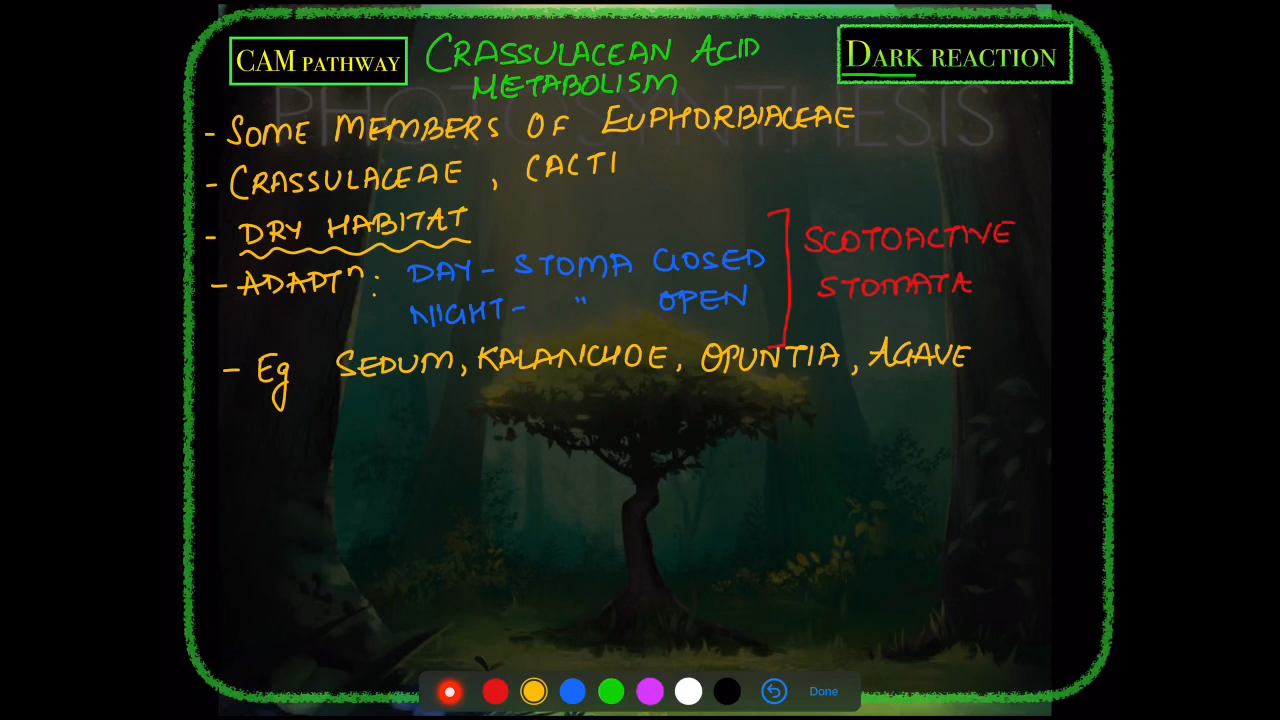 CAM PATHWAY
CRASSULACEAN ACID
METABOLISM
DARK REACTION
PHOTOSYNTHESIS
- SOME MEMBERS OF EUPHORBIACEAE
- CRASSULACEAE , CACTI
- DRY HABITAT
- ADAPTⁿ : DAY - STOMA CLOSED
NIGHT - " OPEN
SCOTOACTIVE
STOMATA
- Eg SEDUM, KALANCHOE, OPUNTIA, AGAVE
Done